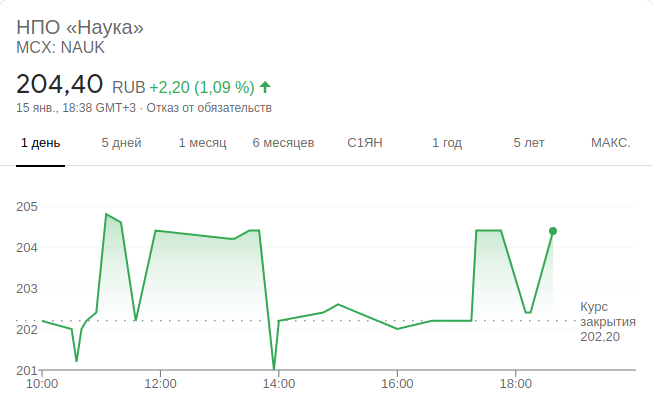 НПО «Наука»
MCX: NAUK
204,40 RUB +2,20 (1,09 %)
15 янв., 18:38 GMT+3 · Отказ от обязательств
1 день 5 дней 1 месяц 6 месяцев С1ЯН 1 год 5 лет МАКС.
205
204
203
202
201
Курс
закрытия
202,20
10:00 12:00 14:00 16:00 18:00